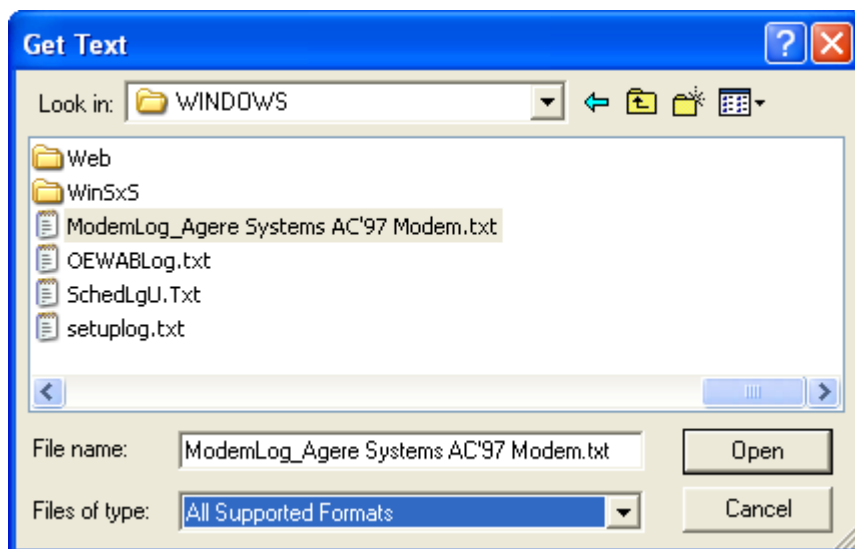 Get Text
Look in: WINDOWS
Web
WinSxS
ModemLog_Agere Systems AC'97 Modem.txt
OEWABLog.txt
SchedLgU.Txt
setuplog.txt
File name: ModemLog_Agere Systems AC'97 Modem.txt Open
Files of type: All Supported Formats Cancel